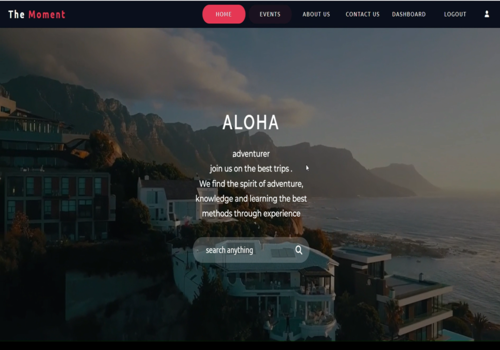 The Moment
HOME
EVENTS
ABOUT US
CONTACT US
DASHBOARD
LOGOUT
ALOHA
adventurer
join us on the best trips .
We find the spirit of adventure,
knowledge and learning the best
methods through experience
search anything